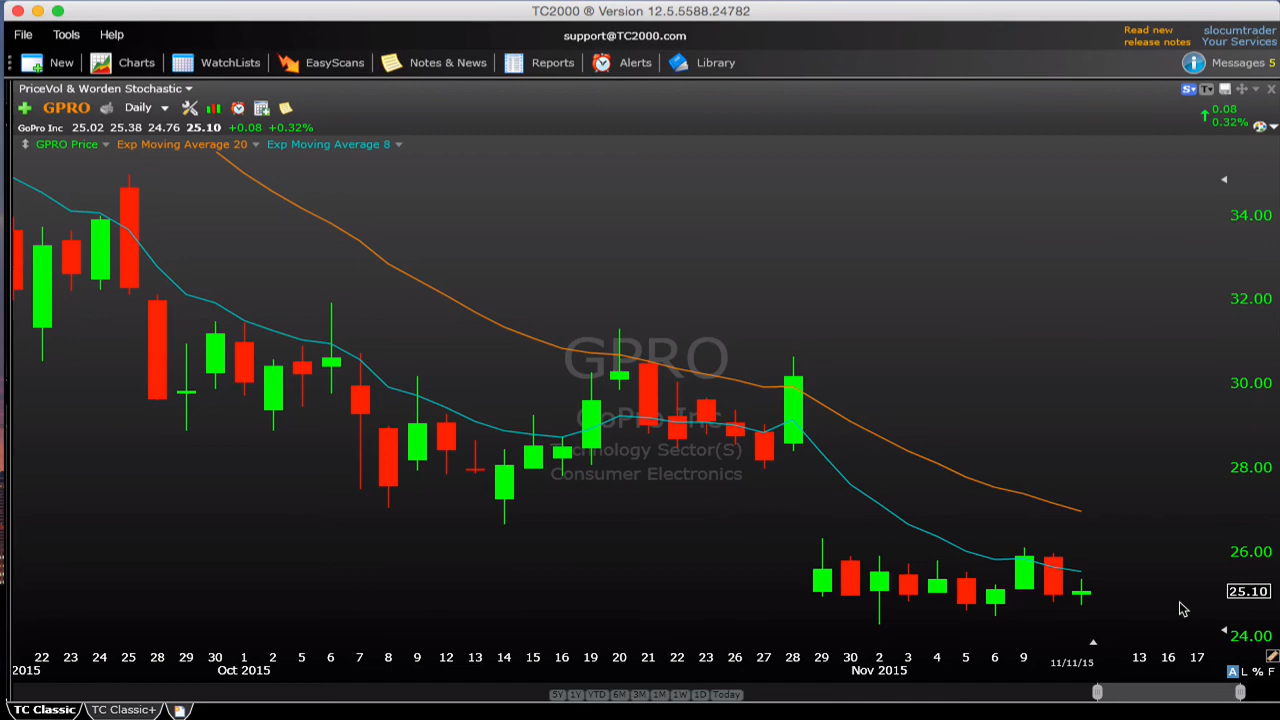 TC2000 ® Version 12.5.5588.24782
File Tools Help
support@TC2000.com
Read new
release notes
slocumtrader
Your Services
New Charts WatchLists EasyScans Notes & News Reports Alerts Library Messages 5
PriceVol & Worden Stochastic
S T
GPRO Daily
0.08
0.32%
GoPro Inc 25.02 25.38 24.76 25.10 +0.08 +0.32%
GPRO Price Exp Moving Average 20 Exp Moving Average 8
34.00
32.00
GPRO
30.00
GoPro Inc
Technology Sector(S)
28.00
Consumer Electronics
26.00
25.10
24.00
22 23 24 25 28 29 30 2 5 6 7 8 9 12 13 14 15 16 19 20 21 22 23 26 27 28 29 30 2 3 4 5 6 9 11/11/15 13 16 17
2015 Oct 2015 Nov 2015
A L % F
5Y 1Y YTD 6M 3M 1M 1W 1D Today
TC Classic TC Classic+